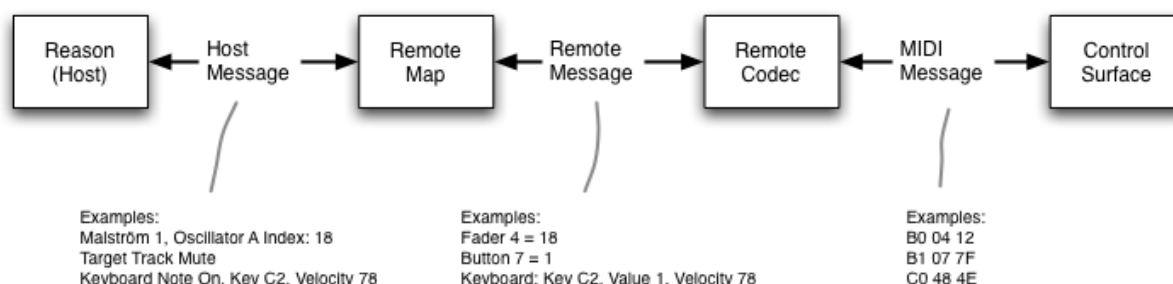 Reason
(Host)
Host
Message
Remote
Map
Remote
Message
Remote
Codec
MIDI
Message
Control
Surface
Examples:
Malström 1, Oscillator A Index: 18
Target Track Mute
Keyboard Note On, Key C2, Velocity 78
Examples:
Fader 4 = 18
Button 7 = 1
Keyboard: Key C2, Value 1, Velocity 78
Examples:
B0 04 12
B1 07 7F
C0 48 4E